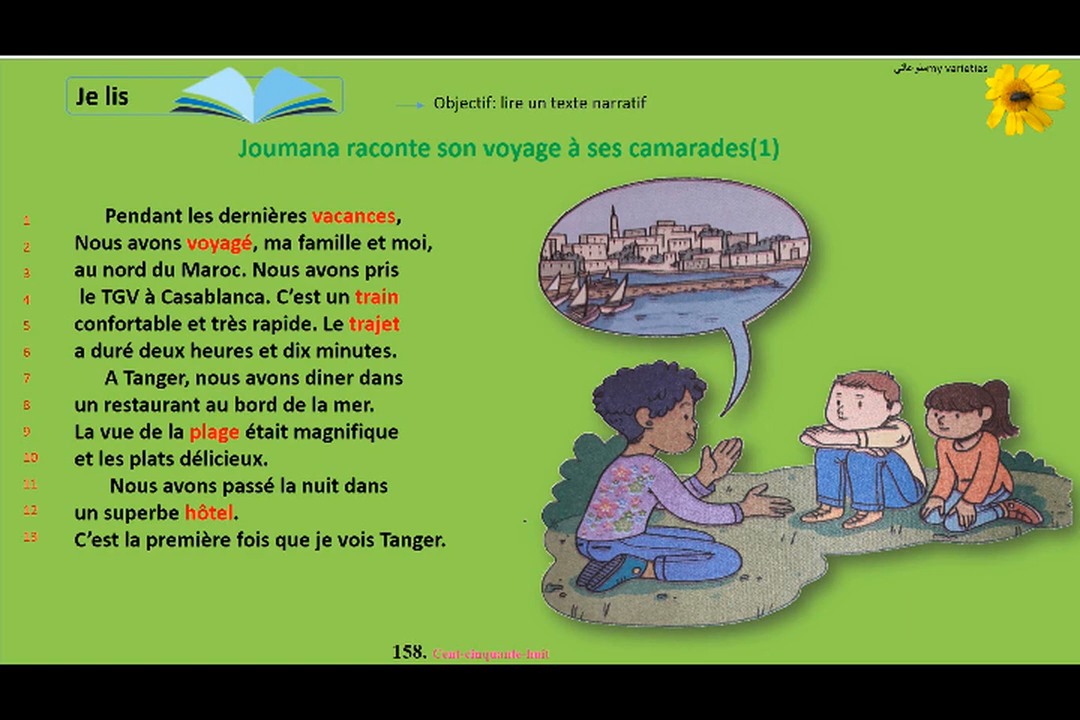 منوعاتي my varieties
Je lis
Objectif: lire un texte narratif
Joumana raconte son voyage à ses camarades(1)
1 Pendant les dernières vacances,
2 Nous avons voyagé, ma famille et moi,
3 au nord du Maroc. Nous avons pris
4 le TGV à Casablanca. C'est un train
5 confortable et très rapide. Le trajet
6 a duré deux heures et dix minutes.
7 A Tanger, nous avons diner dans
8 un restaurant au bord de la mer.
9 La vue de la plage était magnifique
10 et les plats délicieux.
11 Nous avons passé la nuit dans
12 un superbe hôtel.
13 C'est la première fois que je vois Tanger.
158. Cent-cinquante-huit